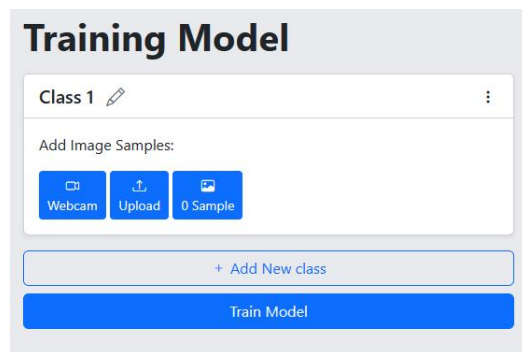 Training Model
Class 1
Add Image Samples:
Webcam Upload 0 Sample
+ Add New class
Train Model